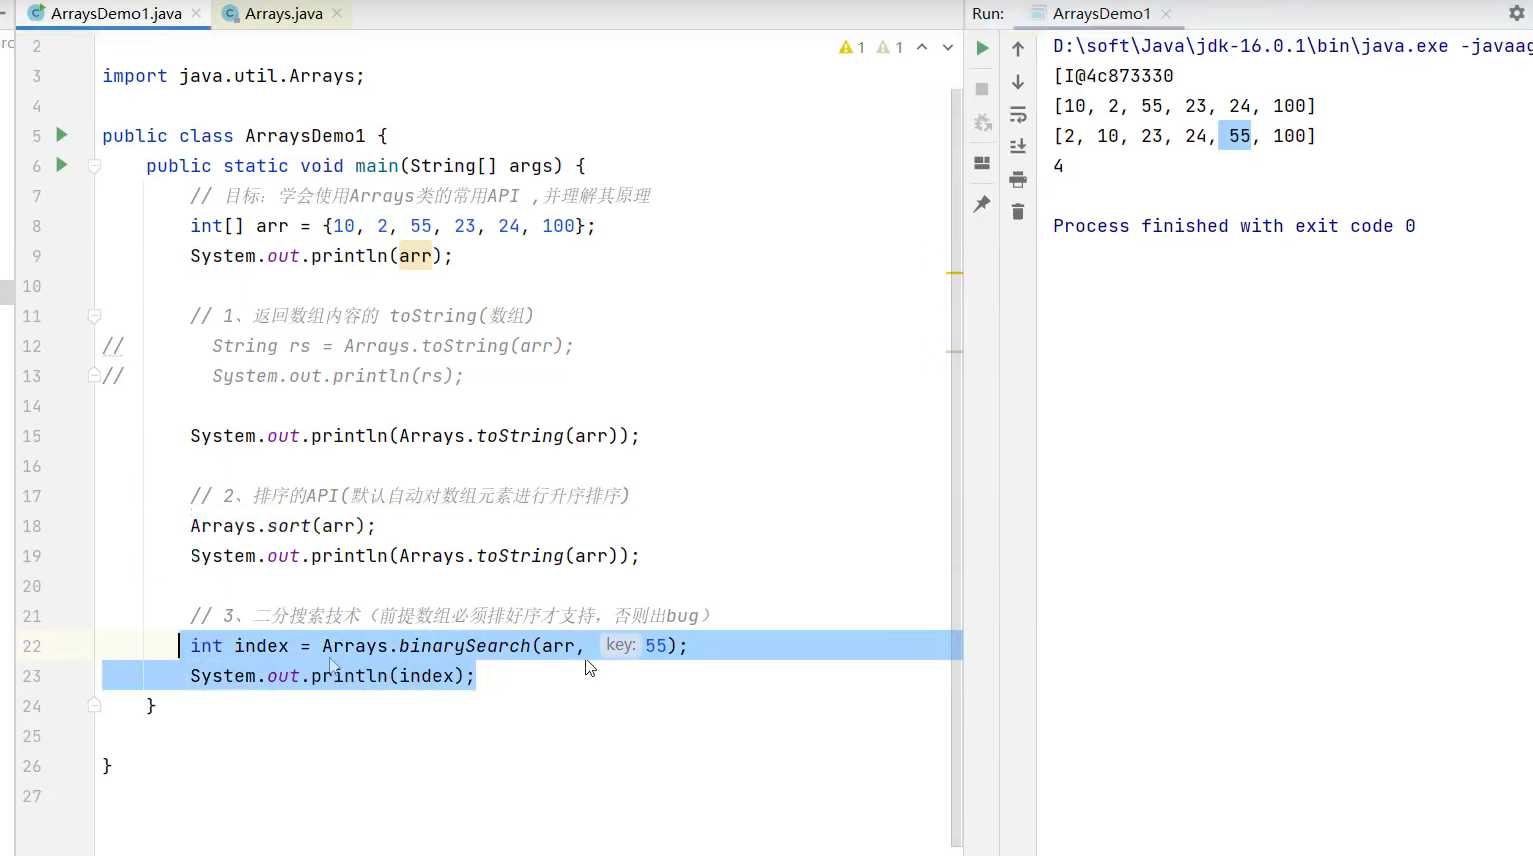 ArraysDemo1.java × Arrays.java ×
Run: ArraysDemo1 ×
1 1
2
3 import java.util.Arrays;
4
5 public class ArraysDemo1 {
6 public static void main(String[] args) {
7 // 目标：学会使用Arrays类的常用API ,并理解其原理
8 int[] arr = {10, 2, 55, 23, 24, 100};
9 System.out.println(arr);
10
11 // 1、返回数组内容的 toString(数组)
12 // String rs = Arrays.toString(arr);
13 // System.out.println(rs);
14
15 System.out.println(Arrays.toString(arr));
16
17 // 2、排序的API(默认自动对数组元素进行升序排序)
18 Arrays.sort(arr);
19 System.out.println(Arrays.toString(arr));
20
21 // 3、二分搜索技术（前提数组必须排好序才支持，否则出bug）
22 int index = Arrays.binarySearch(arr, key: 55);
23 System.out.println(index);
24 }
25
26 }
27
D:\soft\Java\jdk-16.0.1\bin\java.exe -javaag
[I@4c873330
[10, 2, 55, 23, 24, 100]
[2, 10, 23, 24, 55, 100]
4
Process finished with exit code 0